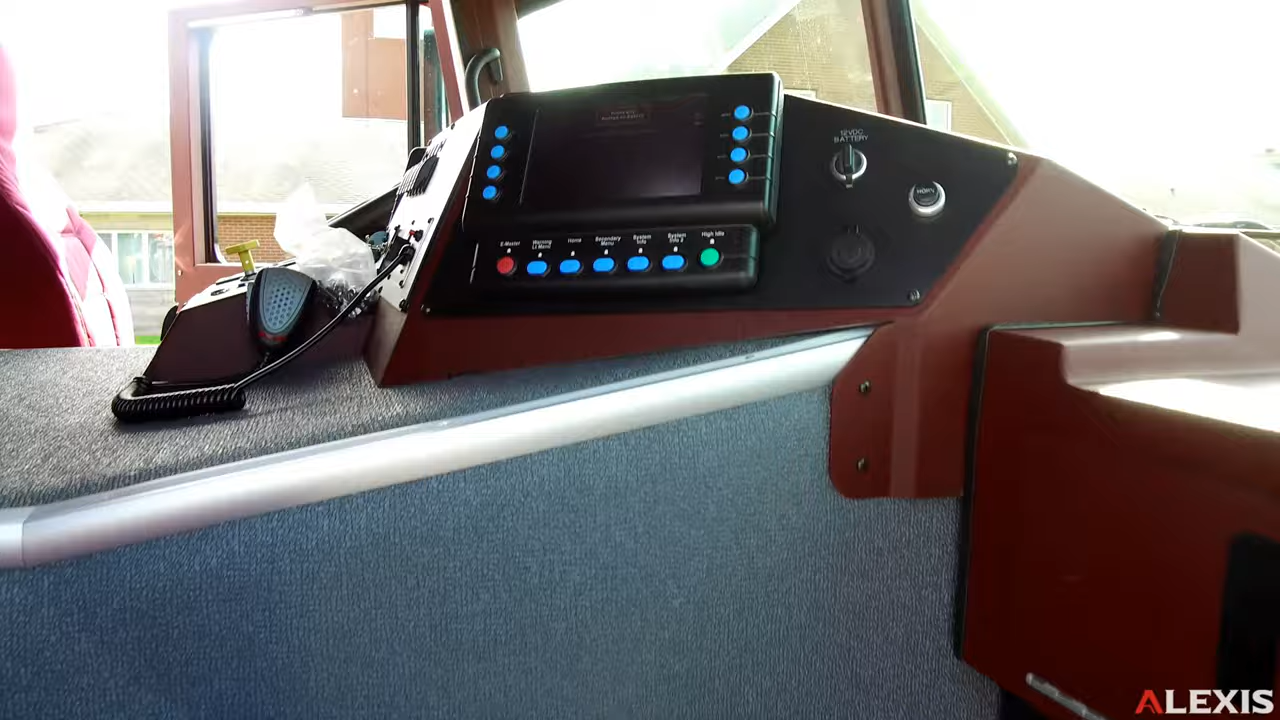 12VDC
BATTERY
HORN
E-Master
Warning
Lt Menu
Home
Secondary
Menu
System
Info
System
Info 2
High Idle
ALEXIS